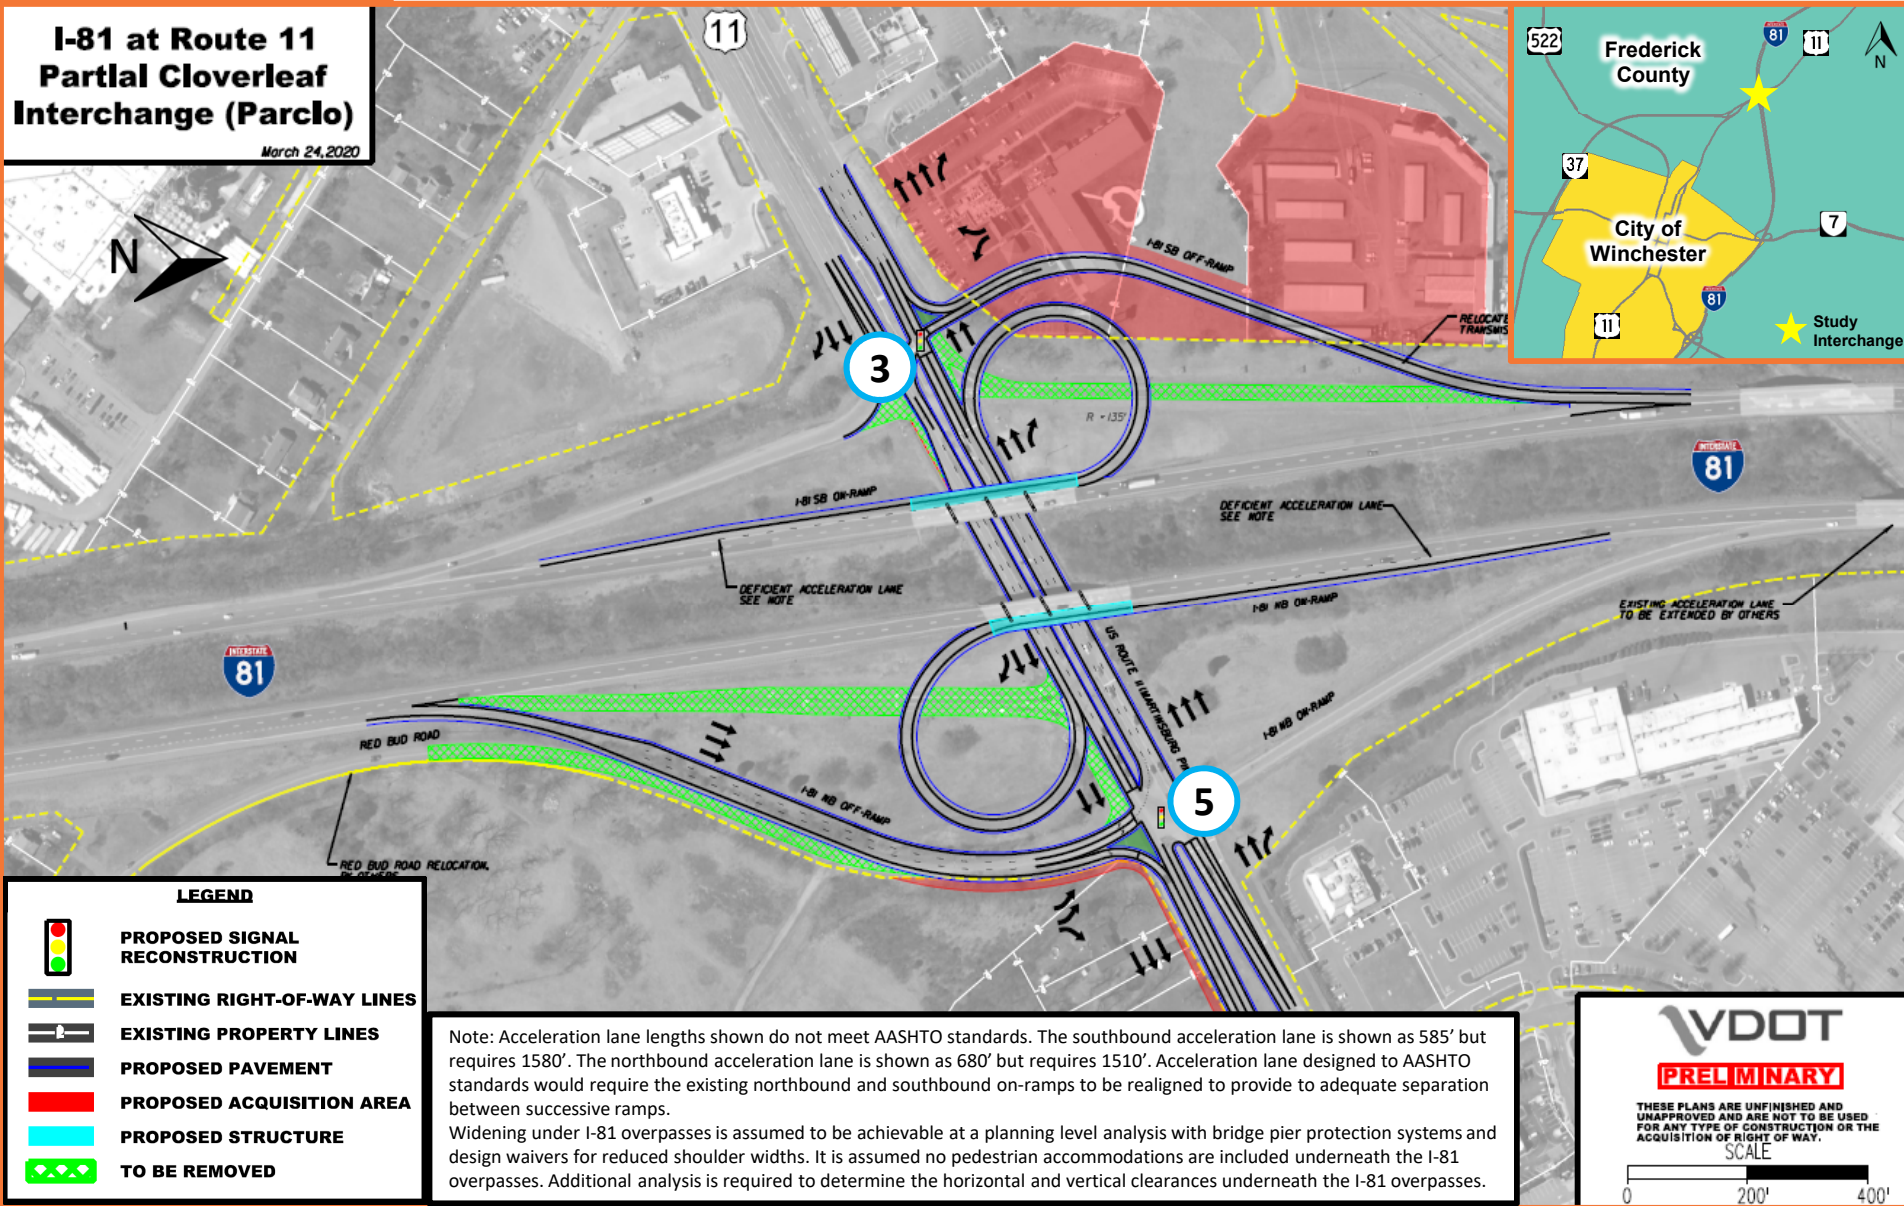 I-81 at Route 11
Partial Cloverleaf
Interchange (Parclo)
March 24, 2020
11
N
I-81 SB OFF-RAMP
RELOCATE
TRANSMIS
522
Frederick
County
INTERSTATE
81
11
N
37
City of
Winchester
7
81
11
Study
Interchange
3
R = 135'
I-81 SB ON-RAMP
INTERSTATE
81
DEFICIENT ACCELERATION LANE
SEE NOTE
DEFICIENT ACCELERATION LANE
SEE NOTE
I-81 NB ON-RAMP
EXISTING ACCELERATION LANE
TO BE EXTENDED BY OTHERS
US ROUTE 11 (MARTINSBURG PI
INTERSTATE
81
RED BUD ROAD
I-81 NB ON-RAMP
I-81 NB OFF-RAMP
5
RED BUD ROAD RELOCATION,
BY OTHERS
LEGEND
PROPOSED SIGNAL
RECONSTRUCTION
EXISTING RIGHT-OF-WAY LINES
EXISTING PROPERTY LINES
PROPOSED PAVEMENT
PROPOSED ACQUISITION AREA
PROPOSED STRUCTURE
TO BE REMOVED
Note: Acceleration lane lengths shown do not meet AASHTO standards. The southbound acceleration lane is shown as 585’ but
requires 1580’. The northbound acceleration lane is shown as 680’ but requires 1510’. Acceleration lane designed to AASHTO
standards would require the existing northbound and southbound on-ramps to be realigned to provide to adequate separation
between successive ramps.
Widening under I-81 overpasses is assumed to be achievable at a planning level analysis with bridge pier protection systems and
design waivers for reduced shoulder widths. It is assumed no pedestrian accommodations are included underneath the I-81
overpasses. Additional analysis is required to determine the horizontal and vertical clearances underneath the I-81 overpasses.
VDOT
PRELIMINARY
THESE PLANS ARE UNFINISHED AND
UNAPPROVED AND ARE NOT TO BE USED
FOR ANY TYPE OF CONSTRUCTION OR THE
ACQUISITION OF RIGHT OF WAY.
SCALE
0 200' 400'